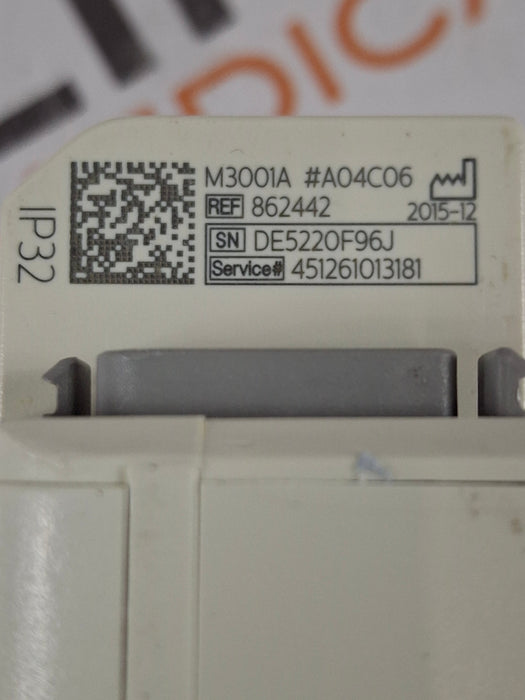 M3001A #A04C06
REF 862442
2015-12
SN DE5220F96J
Service# 451261013181
IP32